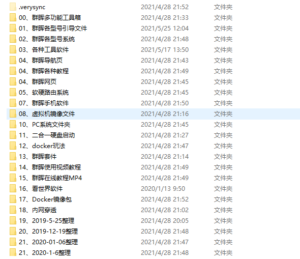 .verysync 2021/4/28 21:52 文件夹
00、群晖多功能工具箱 2021/4/28 21:33 文件夹
01、群晖各型号引导文件 2021/5/25 12:04 文件夹
02、群晖各型号系统 2021/4/28 21:48 文件夹
03、各种工具软件 2021/5/17 13:50 文件夹
04、群晖导航页 2021/4/28 21:43 文件夹
04、群晖各种教程 2021/4/28 21:49 文件夹
04、群晖网页 2021/4/28 21:45 文件夹
05、软硬路由系统 2021/4/28 21:45 文件夹
07、群晖手机软件 2021/4/28 21:50 文件夹
08、虚拟机镜像文件 2021/4/28 21:16 文件夹
10、PC系统文件夹 2021/4/28 21:45 文件夹
11、二合一硬盘启动 2021/4/28 21:27 文件夹
12、docker玩法 2021/4/28 21:47 文件夹
13、群晖套件 2021/4/28 21:14 文件夹
14、群晖使用视频教程 2021/4/28 21:49 文件夹
15、群晖在线教程MP4 2021/4/28 21:49 文件夹
16、看世界软件 2020/1/13 9:50 文件夹
17、Docker镜像包 2021/4/28 21:52 文件夹
18、内网穿透 2021/4/28 21:02 文件夹
19、2019-5-25整理 2021/4/28 20:05 文件夹
20、2019-12-19整理 2021/4/28 21:48 文件夹
21、2020-01-06整理 2021/4/28 21:47 文件夹
22、2020-1-6整理 2021/4/28 21:48 文件夹